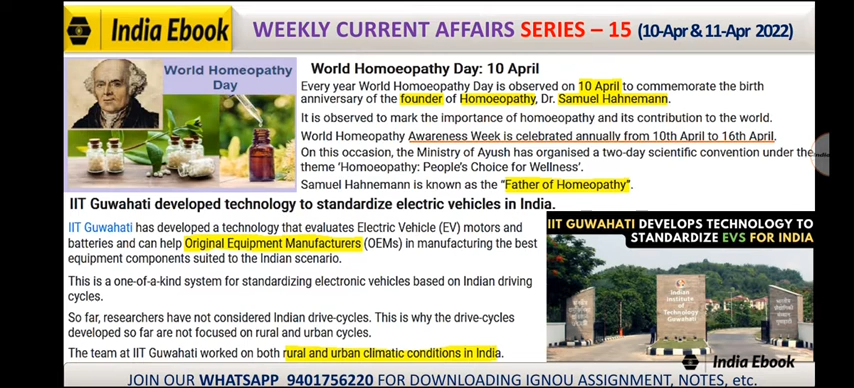 India Ebook
WEEKLY CURRENT AFFAIRS SERIES – 15 (10-Apr & 11-Apr 2022)
World Homeopathy
Day
World Homoeopathy Day: 10 April
Every year World Homoeopathy Day is observed on 10 April to commemorate the birth
anniversary of the founder of Homoeopathy, Dr. Samuel Hahnemann.
It is observed to mark the importance of homoeopathy and its contribution to the world.
World Homeopathy Awareness Week is celebrated annually from 10th April to 16th April.
On this occasion, the Ministry of Ayush has organised a two-day scientific convention under the
theme ‘Homoeopathy: People’s Choice for Wellness’.
Samuel Hahnemann is known as the “Father of Homeopathy”.
IIT Guwahati developed technology to standardize electric vehicles in India.
IIT Guwahati has developed a technology that evaluates Electric Vehicle (EV) motors and
batteries and can help Original Equipment Manufacturers (OEMs) in manufacturing the best
equipment components suited to the Indian scenario.
This is a one-of-a-kind system for standardizing electronic vehicles based on Indian driving
cycles.
So far, researchers have not considered Indian drive-cycles. This is why the drive-cycles
developed so far are not focused on rural and urban cycles.
The team at IIT Guwahati worked on both rural and urban climatic conditions in India.
IIT GUWAHATI DEVELOPS TECHNOLOGY TO
STANDARDIZE EVS FOR INDIA
Indian
Institute of
Technology
Guwahati
India Ebook
JOIN OUR WHATSAPP 9401756220 FOR DOWNLOADING IGNOU ASSIGNMENT, NOTES, etc.